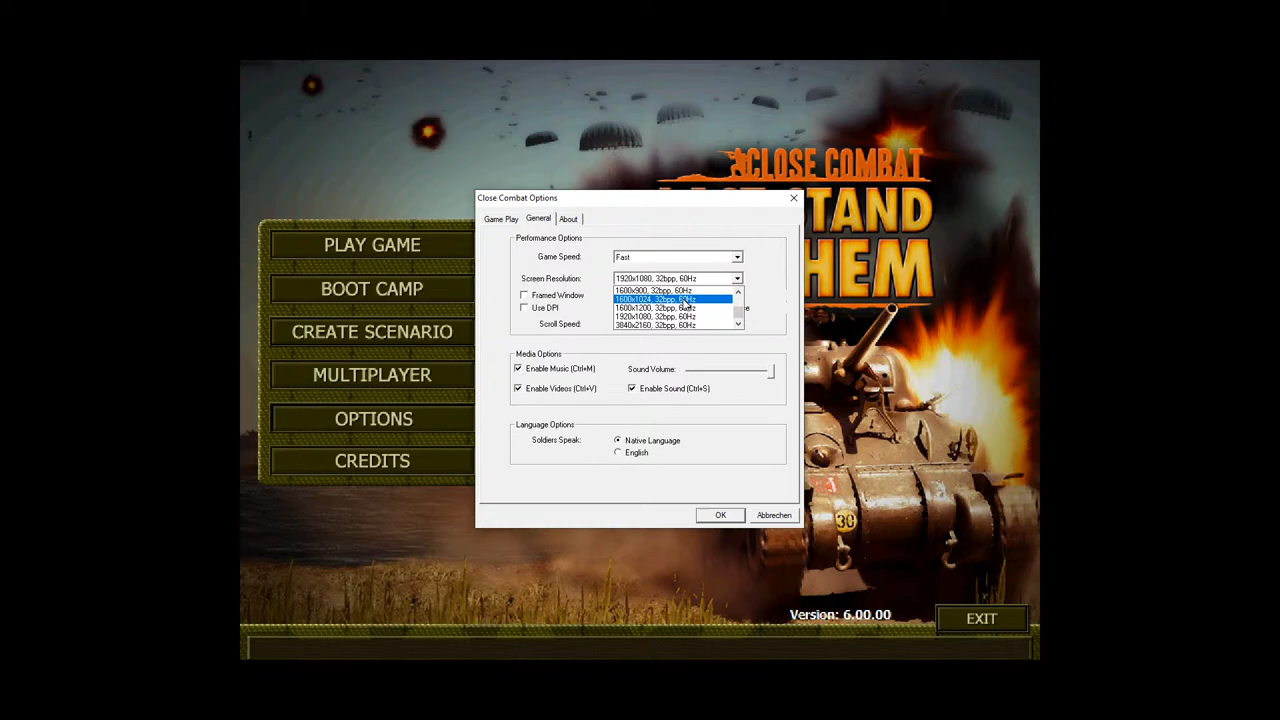 CLOSE COMBAT
STAND
HEM
Close Combat Options
Game Play General About
Performance Options
Game Speed: Fast
Screen Resolution: 1920x1080, 32bpp, 60Hz
1600x900, 32bpp, 60Hz
Framed Window 1600x1024, 32bpp, 60Hz
Use DPI 1600x1200, 32bpp, 60Hz
1920x1080, 32bpp, 60Hz
Scroll Speed: 3840x2160, 32bpp, 60Hz
Media Options
Enable Music (Ctrl+M) Sound Volume:
Enable Videos (Ctrl+V) Enable Sound (Ctrl+S)
Language Options
Soldiers Speak: Native Language
English
OK Abbrechen
PLAY GAME
BOOT CAMP
CREATE SCENARIO
MULTIPLAYER
OPTIONS
CREDITS
30
Version: 6.00.00
EXIT